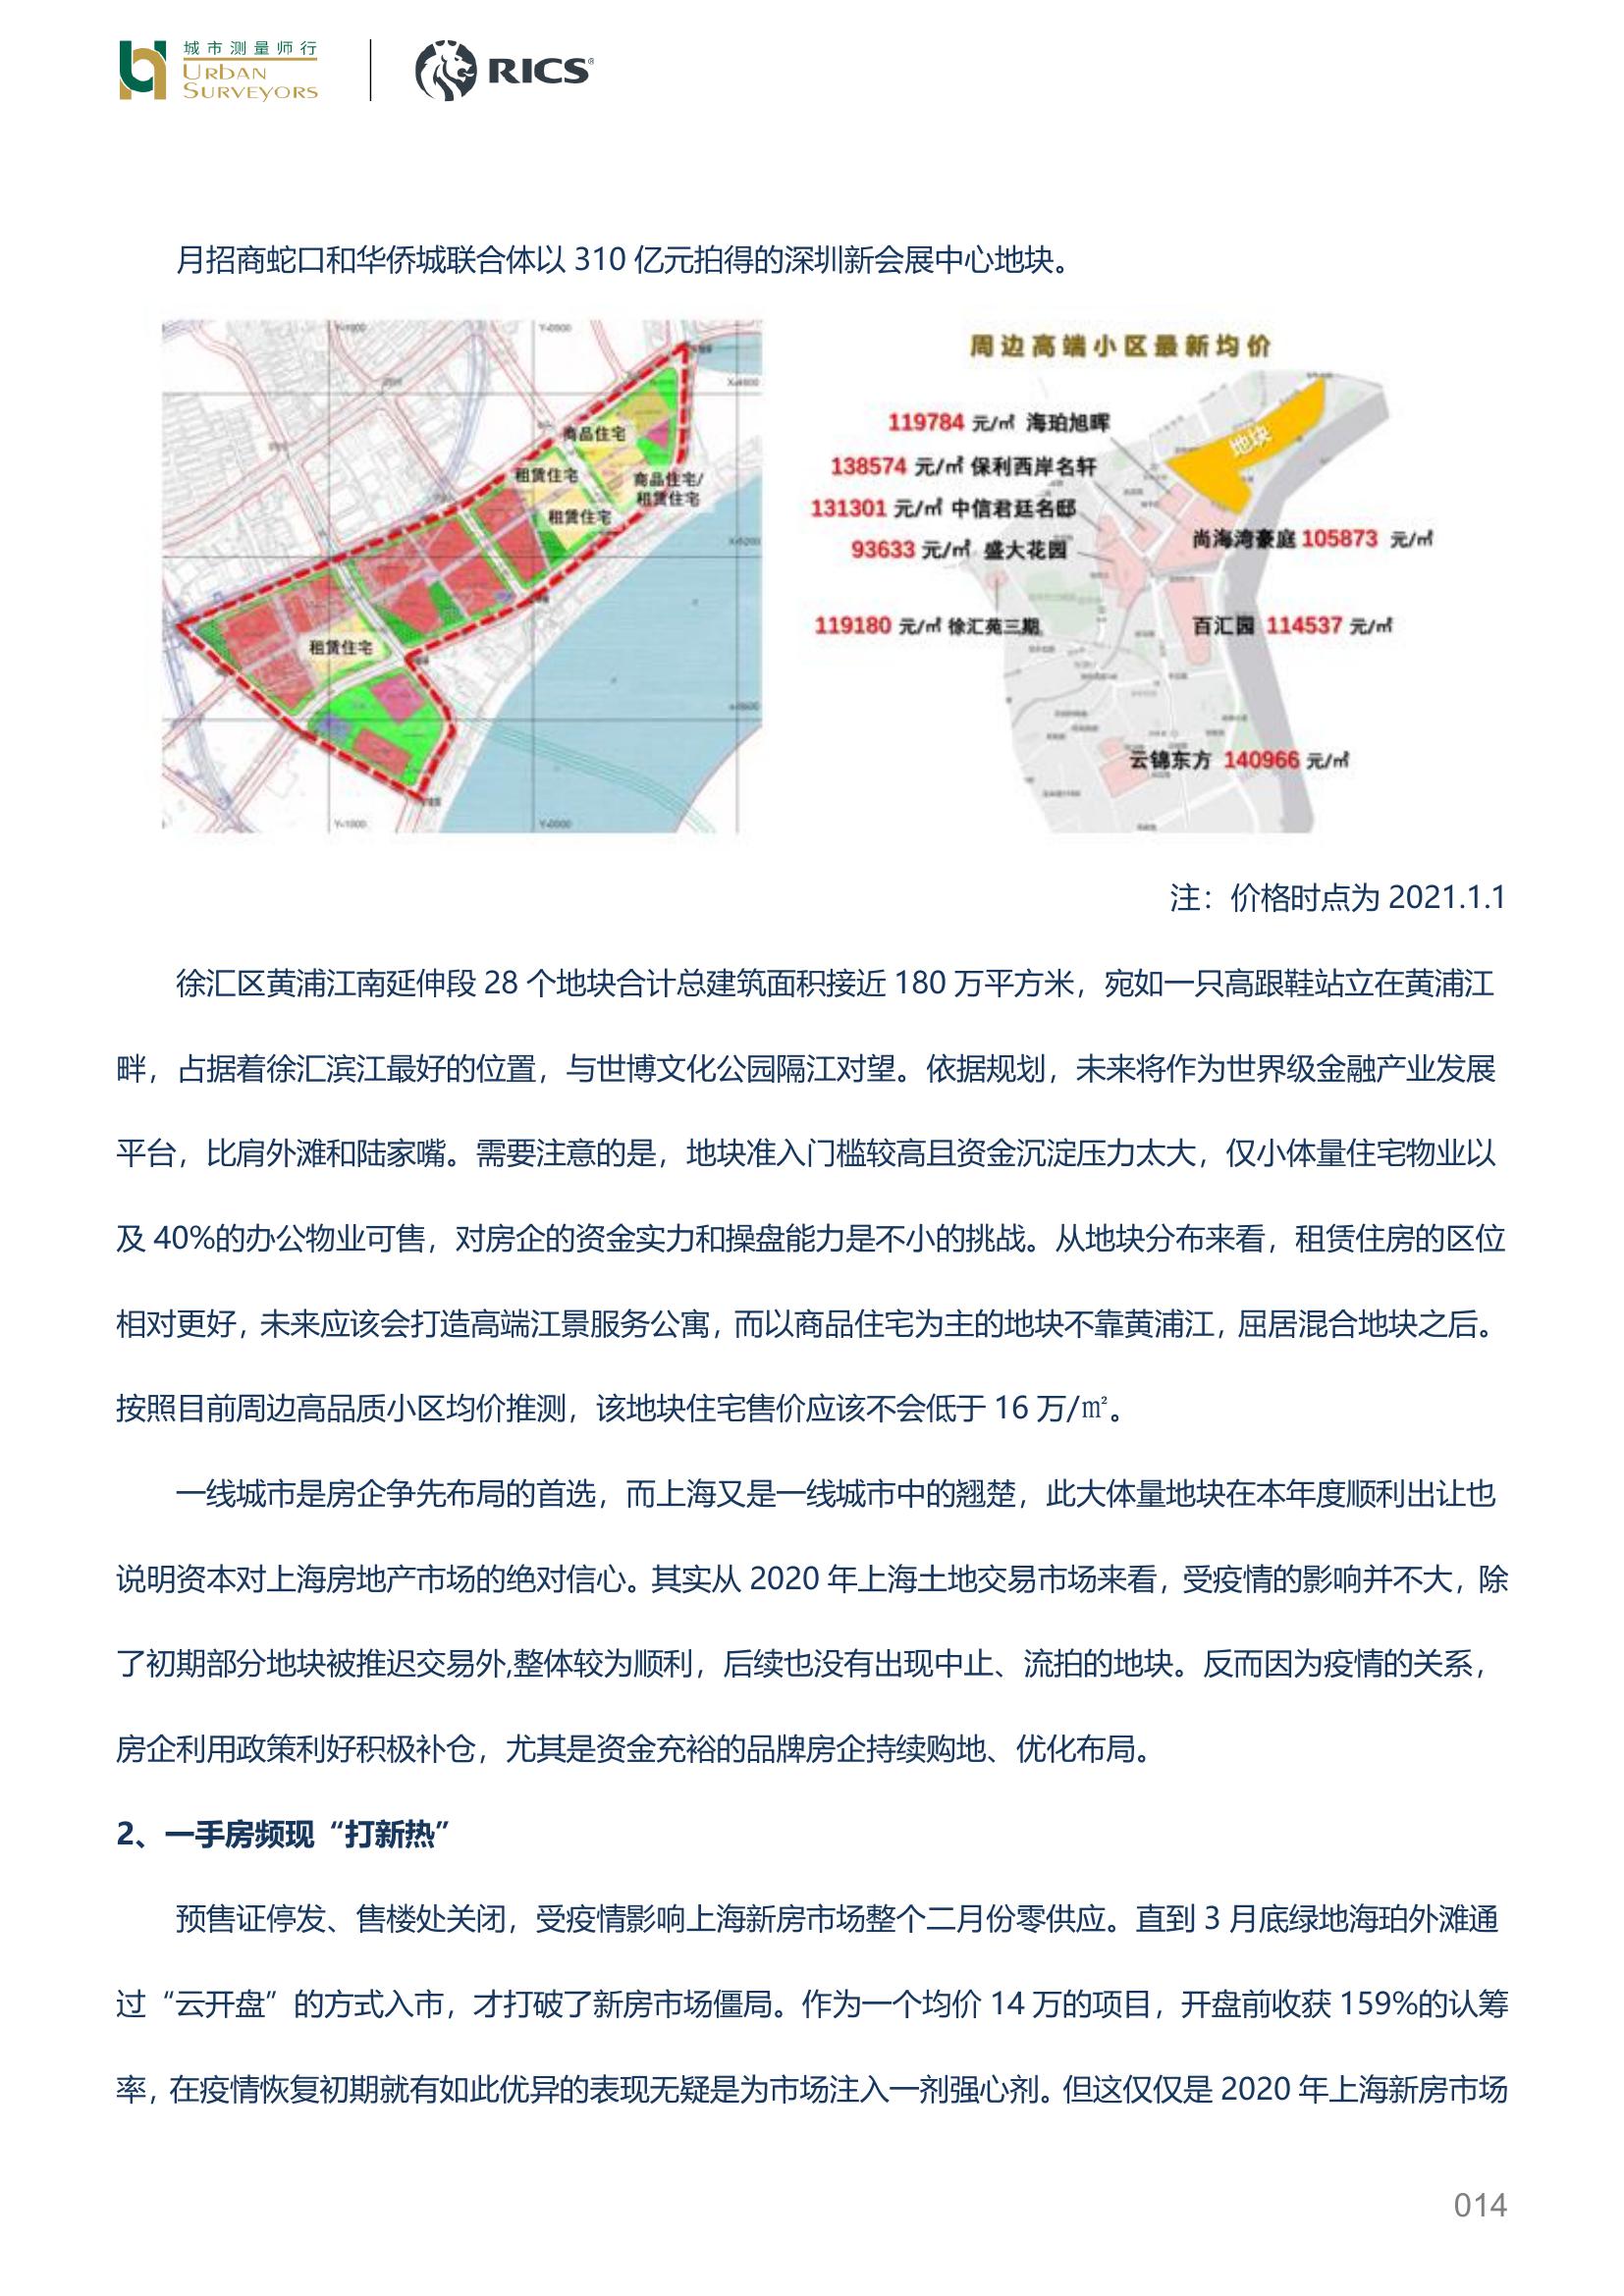 城市测量师行
URBAN
SURVEYORS
RICS®
月招商蛇口和华侨城联合体以 310 亿元拍得的深圳新会展中心地块。
商品住宅
租赁住宅
商品住宅/
租赁住宅
租赁住宅
租赁住宅
周边高端小区最新均价
119784 元/㎡ 海珀旭晖
地块
138574 元/㎡ 保利西岸名轩
131301 元/㎡ 中信君廷名邸
93633 元/㎡ 盛大花园
尚海湾豪庭 105873 元/㎡
119180 元/㎡ 徐汇苑三期
百汇园 114537 元/㎡
云锦东方 140966 元/㎡
注：价格时点为 2021.1.1
徐汇区黄浦江南延伸段 28 个地块合计总建筑面积接近 180 万平方米，宛如一只高跟鞋站立在黄浦江
畔，占据着徐汇滨江最好的位置，与世博文化公园隔江对望。依据规划，未来将作为世界级金融产业发展
平台，比肩外滩和陆家嘴。需要注意的是，地块准入门槛较高且资金沉淀压力太大，仅小体量住宅物业以
及 40%的办公物业可售，对房企的资金实力和操盘能力是不小的挑战。从地块分布来看，租赁住房的区位
相对更好，未来应该会打造高端江景服务公寓，而以商品住宅为主的地块不靠黄浦江，屈居混合地块之后。
按照目前周边高品质小区均价推测，该地块住宅售价应该不会低于 16 万/㎡。
一线城市是房企争先布局的首选，而上海又是一线城市中的翘楚，此大体量地块在本年度顺利出让也
说明资本对上海房地产市场的绝对信心。其实从 2020 年上海土地交易市场来看，受疫情的影响并不大，除
了初期部分地块被推迟交易外,整体较为顺利，后续也没有出现中止、流拍的地块。反而因为疫情的关系，
房企利用政策利好积极补仓，尤其是资金充裕的品牌房企持续购地、优化布局。
2、一手房频现“打新热”
预售证停发、售楼处关闭，受疫情影响上海新房市场整个二月份零供应。直到 3 月底绿地海珀外滩通
过“云开盘”的方式入市，才打破了新房市场僵局。作为一个均价 14 万的项目，开盘前收获 159%的认筹
率，在疫情恢复初期就有如此优异的表现无疑是为市场注入一剂强心剂。但这仅仅是 2020 年上海新房市场
014